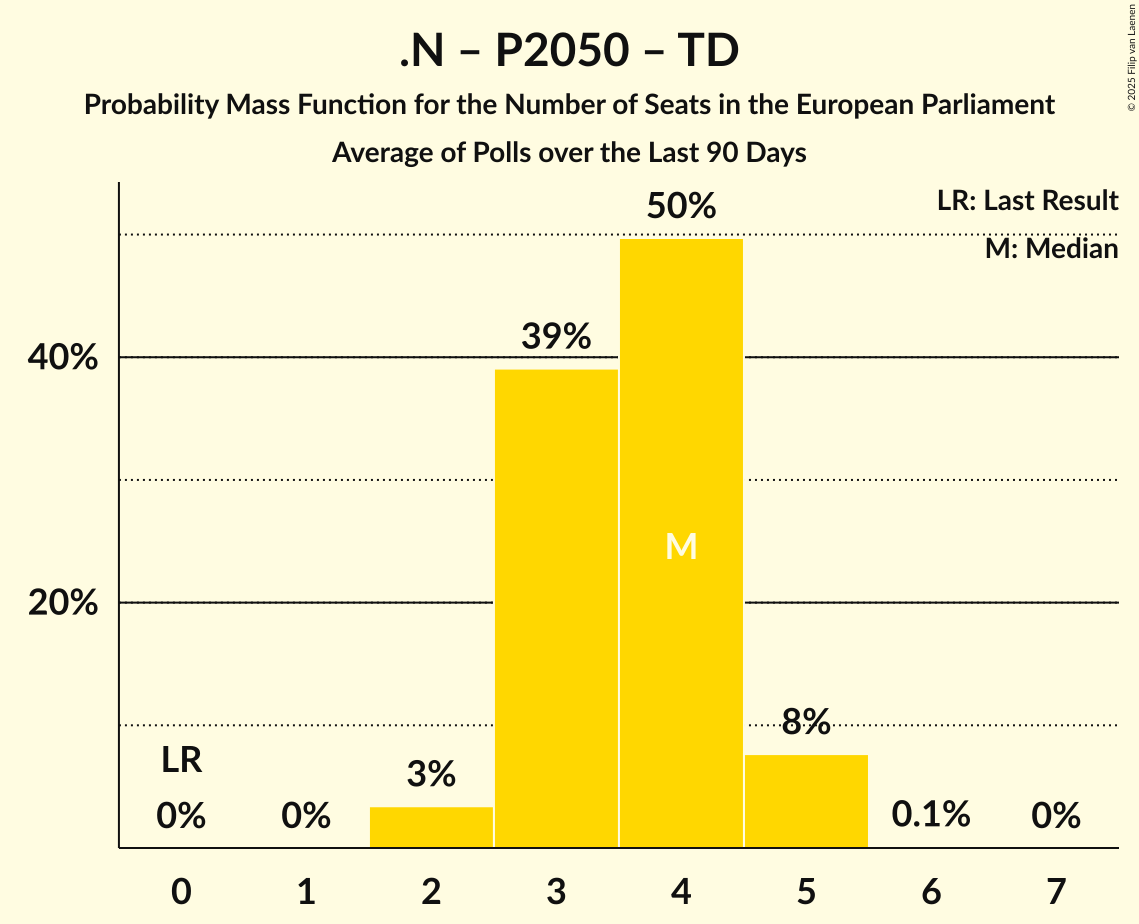 .N – P2050 – TD
Probability Mass Function for the Number of Seats in the European Parliament
Average of Polls over the Last 90 Days
© 2025 Filip van Laenen
LR: Last Result
M: Median
50%
39%
40%
M
20%
8%
LR
3%
0%
0%
0.1%
0%
0 1 2 3 4 5 6 7